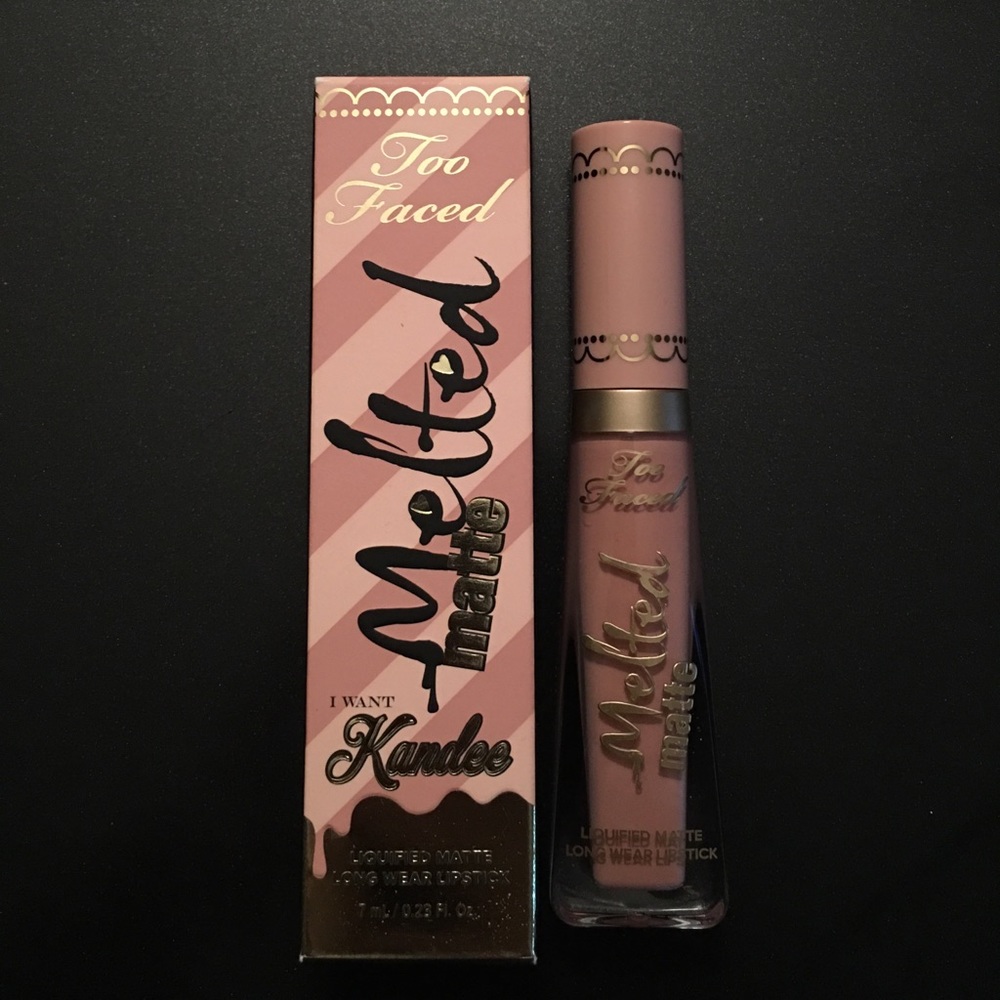 Too
Faced
Melted
matte
I WANT
Kandee
LIQUIFIED MATTE
LONG WEAR LIPSTICK
7 mL / 0.23 Fl. Oz.
Too
Faced
Melted
matte
LIQUIFIED MATTE
LONG WEAR LIPSTICK